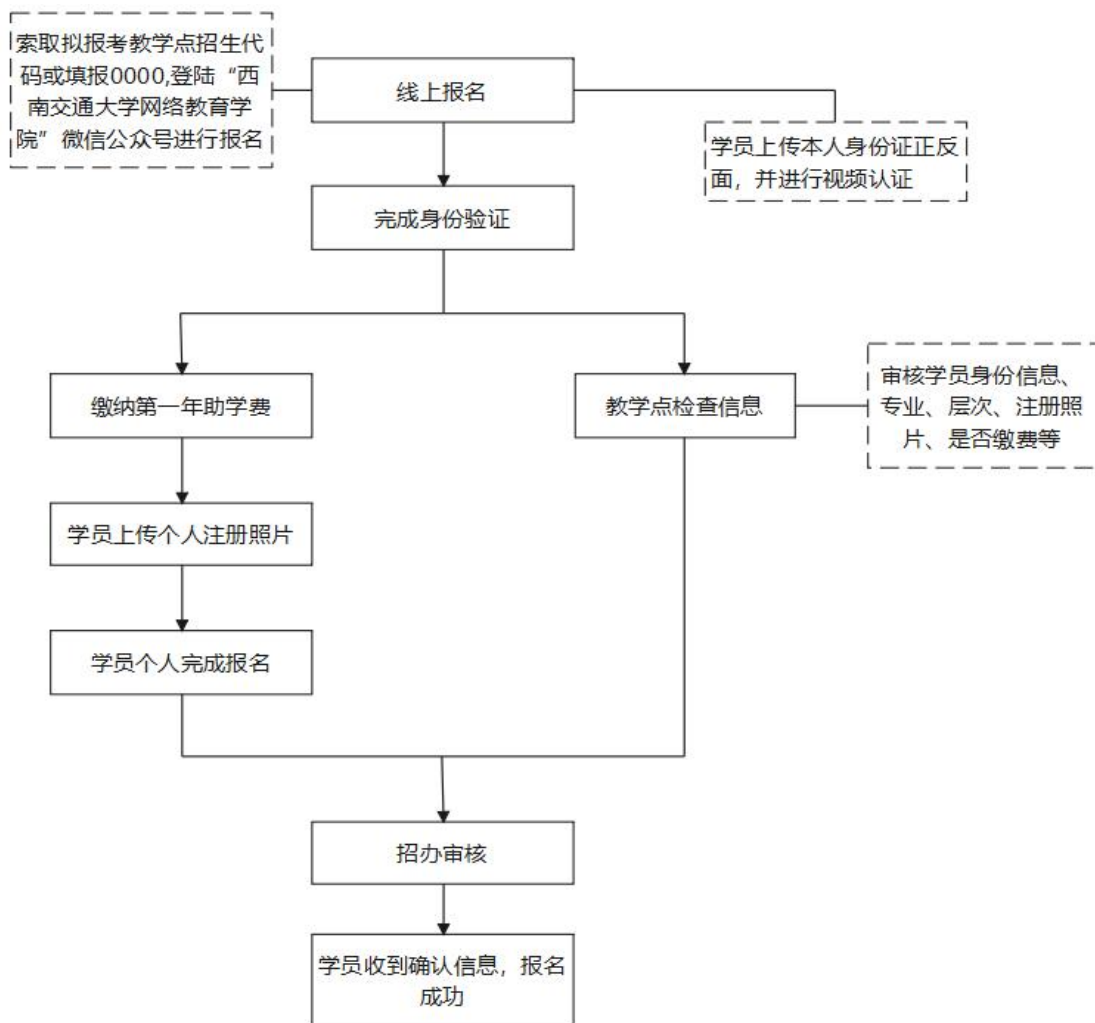 索取拟报考教学点招生代
码或填报0000,登陆“西
南交通大学网络教育学
院”微信公众号进行报名
线上报名
学员上传本人身份证正反
面，并进行视频认证
完成身份验证
缴纳第一年助学费
教学点检查信息
审核学员身份信息、
专业、层次、注册照
片、是否缴费等
学员上传个人注册照片
学员个人完成报名
招办审核
学员收到确认信息，报名
成功